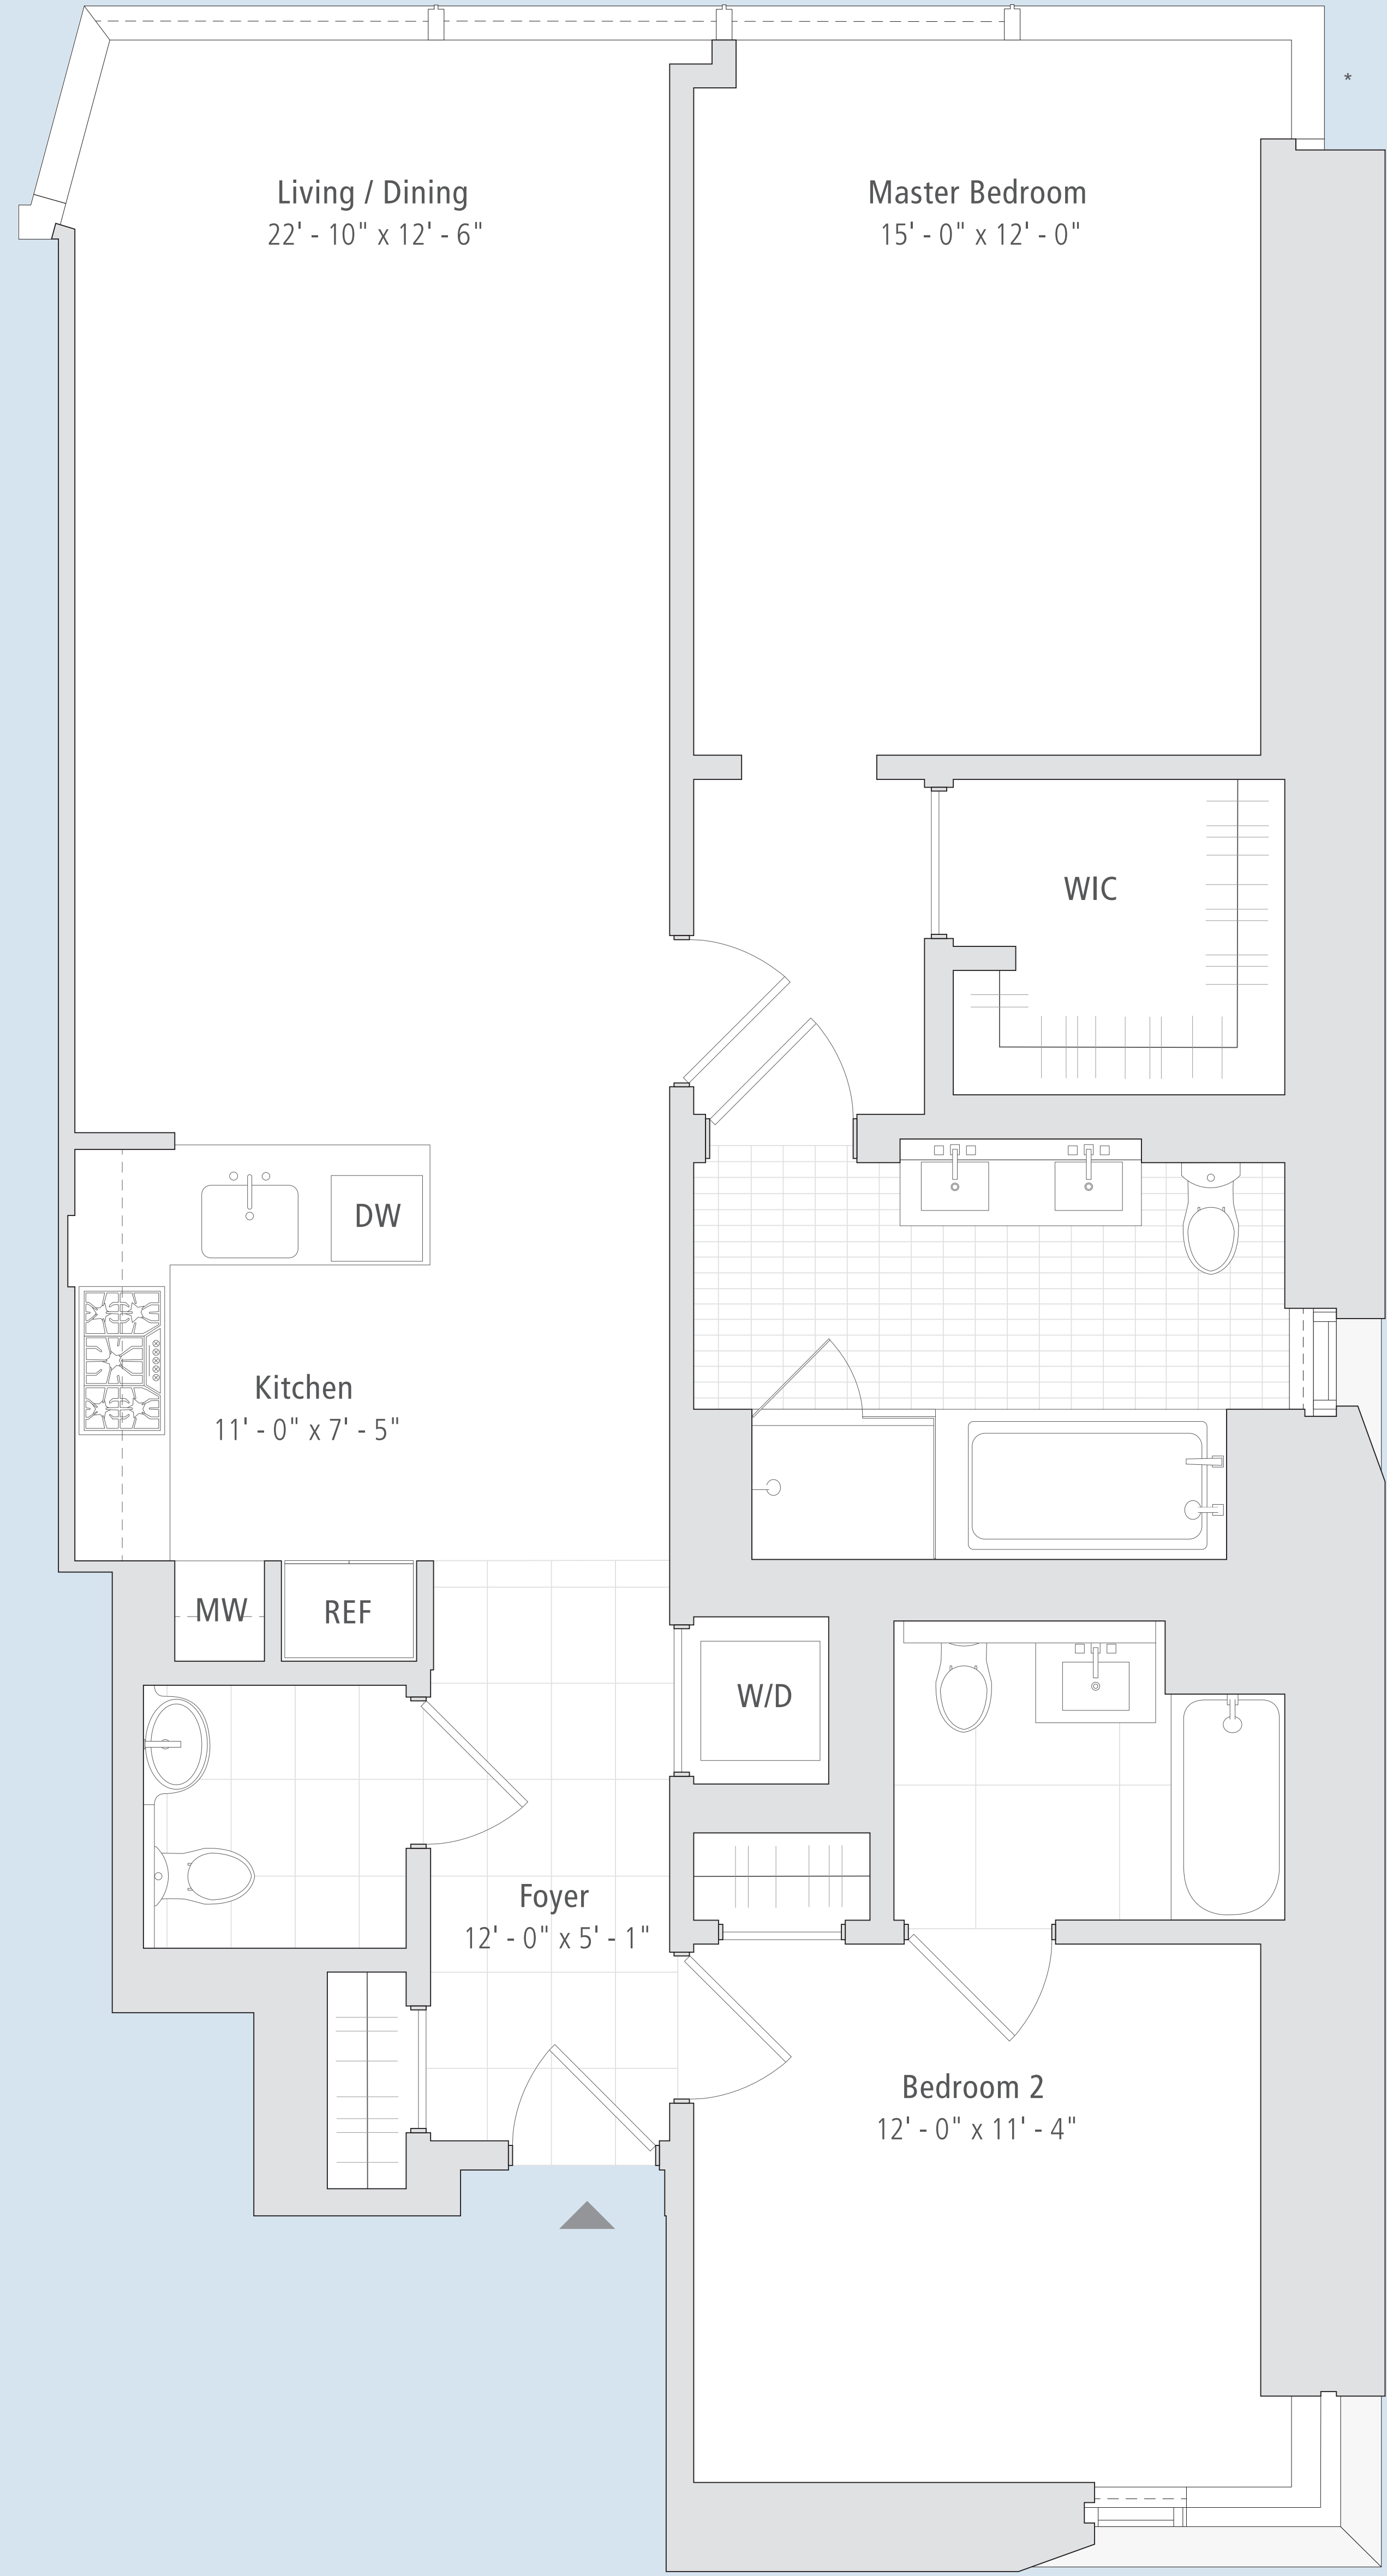 *
Living / Dining
22' - 10" x 12' - 6"
Master Bedroom
15' - 0" x 12' - 0"
WIC
DW
Kitchen
11' - 0" x 7' - 5"
MW
REF
W/D
Foyer
12' - 0" x 5' - 1"
Bedroom 2
12' - 0" x 11' - 4"